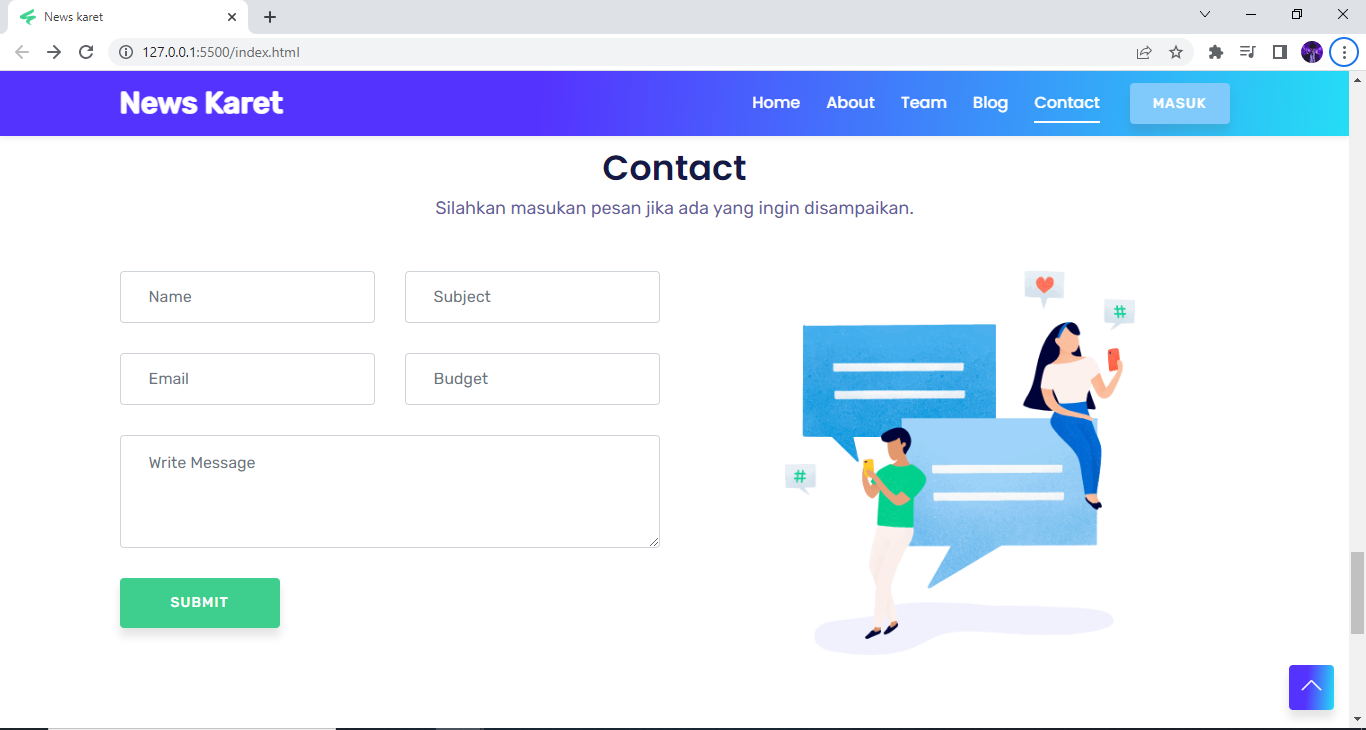 News karet
127.0.0.1:5500/index.html
News Karet
Home About Team Blog Contact MASUK
Contact
Silahkan masukan pesan jika ada yang ingin disampaikan.
Name Subject
Email Budget
Write Message
SUBMIT
#
#